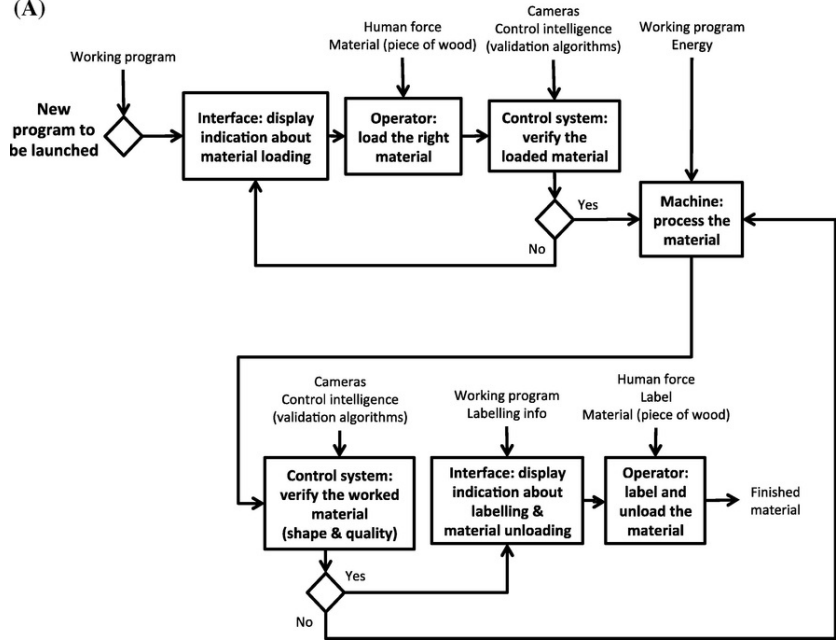 (A)
Working program
Human force
Material (piece of wood)
Cameras
Control intelligence
(validation algorithms)
Working program
Energy
New
program to
be launched
Interface: display
indication about
material loading
Operator:
load the right
material
Control system:
verify the
loaded material
Yes
No
Machine:
process the
material
Cameras
Control intelligence
(validation algorithms)
Working program
Labelling info
Human force
Label
Material (piece of wood)
Control system:
verify the worked
material
(shape & quality)
Interface: display
indication about
labelling &
material unloading
Operator:
label and
unload the
material
Finished
material
Yes
No